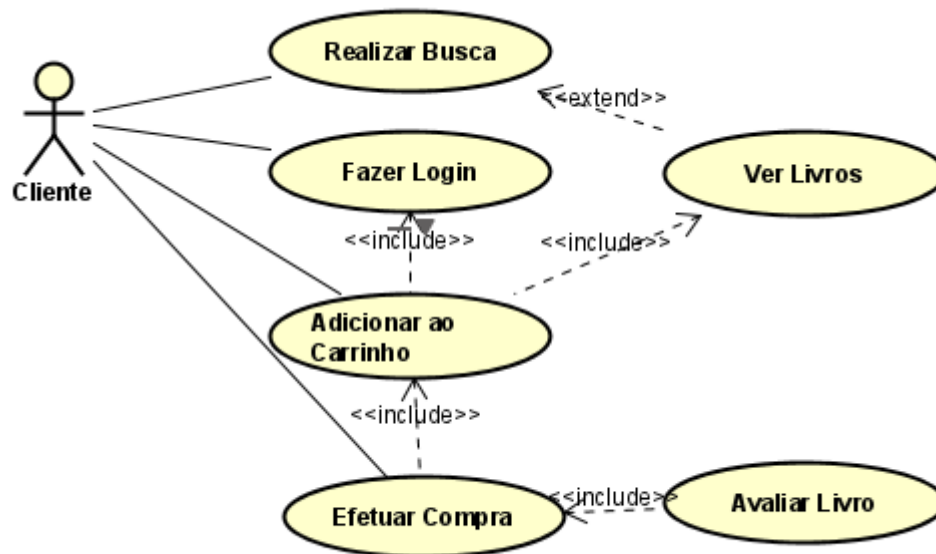 Realizar Busca
<<extend>>
Fazer Login
Ver Livros
Cliente
<<include>>
<<include>>
Adicionar ao
Carrinho
<<include>>
Efetuar Compra
<<include>>
Avaliar Livro